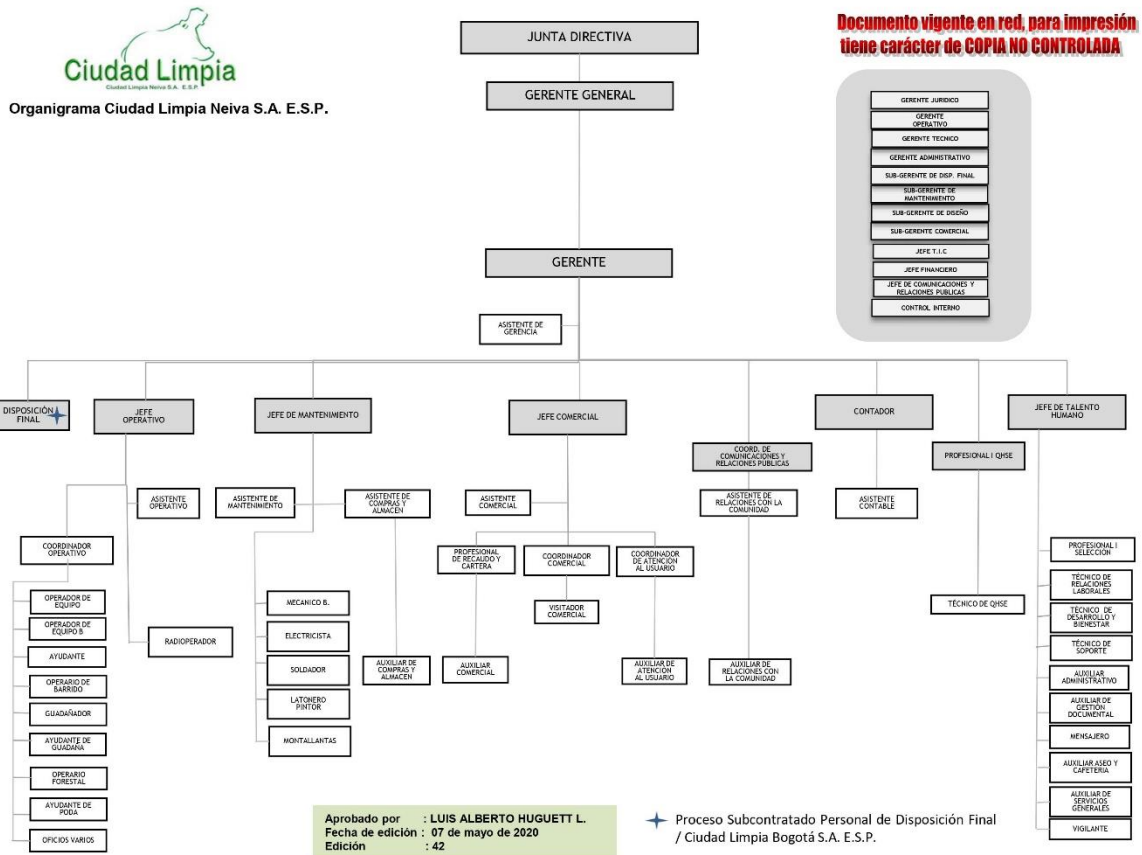 Ciudad Limpia
Ciudad Limpia Neiva S.A. E.S.P.
Organigrama Ciudad Limpia Neiva S.A. E.S.P.
Documento vigente en red, para impresión
tiene carácter de COPIA NO CONTROLADA
JUNTA DIRECTIVA
GERENTE GENERAL
GERENTE JURIDICO
GERENTE
OPERATIVO
GERENTE TECNICO
GERENTE ADMINISTRATIVO
SUB-GERENTE DE DISP. FINAL
SUB-GERENTE DE
MANTENIMIENTO
SUB-GERENTE DE DISEÑO
SUB-GERENTE COMERCIAL
JEFE T.I.C
JEFE FINANCIERO
JEFE DE COMUNICACIONES Y
RELACIONES PUBLICAS
CONTROL INTERNO
GERENTE
ASISTENTE DE
GERENCIA
DISPOSICIÓN
FINAL
JEFE
OPERATIVO
JEFE DE MANTENIMIENTO
JEFE COMERCIAL
COORD. DE
COMUNICACIONES Y
RELACIONES PÚBLICAS
CONTADOR
PROFESIONAL I QHSE
JEFE DE TALENTO
HUMANO
ASISTENTE
OPERATIVO
COORDINADOR
OPERATIVO
OPERADOR DE
EQUIPO
OPERADOR DE
EQUIPO B
AYUDANTE
OPERARIO DE
BARRIDO
GUADAÑADOR
AYUDANTE DE
GUADAÑA
OPERARIO
FORESTAL
AYUDANTE DE
PODA
OFICIOS VARIOS
RADIOPERADOR
ASISTENTE DE
MANTENIMIENTO
ASISTENTE DE
COMPRAS Y
ALMACEN
MECANICO B.
ELECTRICISTA
SOLDADOR
LATONERO
PINTOR
MONTALLANTAS
AUXILIAR DE
COMPRAS Y
ALMACEN
ASISTENTE
COMERCIAL
PROFESIONAL
DE RECAUDO Y
CARTERA
COORDINADOR
COMERCIAL
COORDINADOR
DE ATENCIÓN
AL USUARIO
VISITADOR
COMERCIAL
AUXILIAR
COMERCIAL
AUXILIAR DE
ATENCION
AL USUARIO
ASISTENTE DE
RELACIONES CON LA
COMUNIDAD
AUXILIAR DE
RELACIONES CON
LA COMUNIDAD
ASISTENTE
CONTABLE
TÉCNICO DE QHSE
PROFESIONAL I
SELECCIÓN
TÉCNICO DE
RELACIONES
LABORALES
TÉCNICO DE
DESARROLLO Y
BIENESTAR
TÉCNICO DE
SOPORTE
AUXILIAR
ADMINISTRATIVO
AUXILIAR DE
GESTIÓN
DOCUMENTAL
MENSAJERO
AUXILIAR ASEO Y
CAFETERIA
AUXILIAR DE
SERVICIOS
GENERALES
VIGILANTE
Aprobado por : LUIS ALBERTO HUGUETT L.
Fecha de edición : 07 de mayo de 2020
Edición : 42
Proceso Subcontratado Personal de Disposición Final
/ Ciudad Limpia Bogotá S.A. E.S.P.